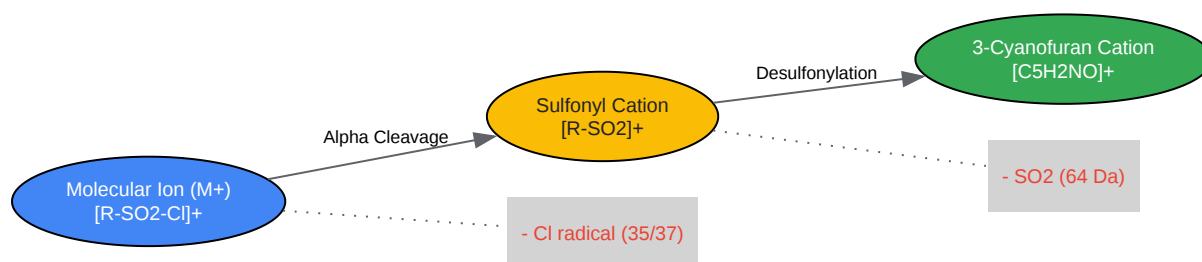 3-Cyanofuran Cation
[C5H2NO]+
Desulfonylation
Sulfonyl Cation
[R-SO2]+
Alpha Cleavage
- SO2 (64 Da)
Molecular Ion (M+)
[R-SO2-Cl]+
- Cl radical (35/37)